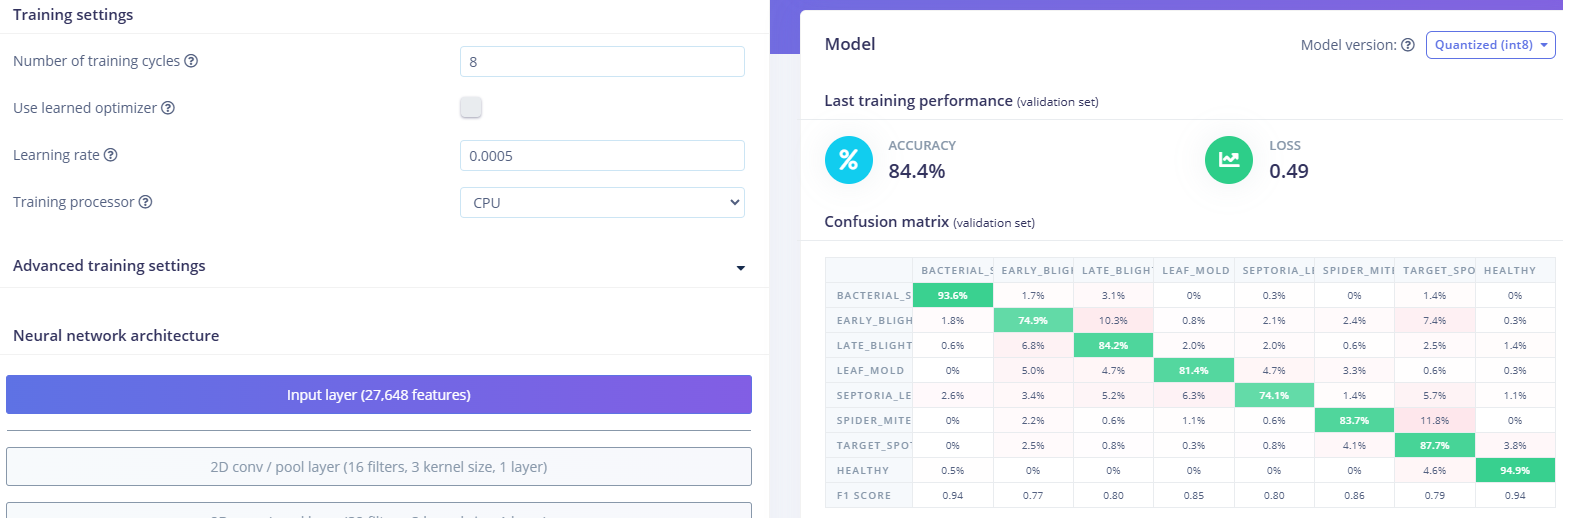 Training settings
Number of training cycles
8
Use learned optimizer
Learning rate
0.0005
Training processor
CPU
Advanced training settings
Neural network architecture
Input layer (27,648 features)
2D conv / pool layer (16 filters, 3 kernel size, 1 layer)
Model
Model version: Quantized (int8)
Last training performance (validation set)
ACCURACY
84.4%
LOSS
0.49
Confusion matrix (validation set)
BACTERIAL_S EARLY_BLIGH LATE_BLIGHT LEAF_MOLD SEPTORIA_LE SPIDER_MITE TARGET_SPO HEALTHY
BACTERIAL_S 93.6% 1.7% 3.1% 0% 0.3% 0% 1.4% 0%
EARLY_BLIGH 1.8% 74.9% 10.3% 0.8% 2.1% 2.4% 7.4% 0.3%
LATE_BLIGHT 0.6% 6.8% 84.2% 2.0% 2.0% 0.6% 2.5% 1.4%
LEAF_MOLD 0% 5.0% 4.7% 81.4% 4.7% 3.3% 0.6% 0.3%
SEPTORIA_LE 2.6% 3.4% 5.2% 6.3% 74.1% 1.4% 5.7% 1.1%
SPIDER_MITE 0% 2.2% 0.6% 1.1% 0.6% 83.7% 11.8% 0%
TARGET_SPOT 0% 2.5% 0.8% 0.3% 0.8% 4.1% 87.7% 3.8%
HEALTHY 0.5% 0% 0% 0% 0% 0% 4.6% 94.9%
F1 SCORE 0.94 0.77 0.80 0.85 0.80 0.86 0.79 0.94